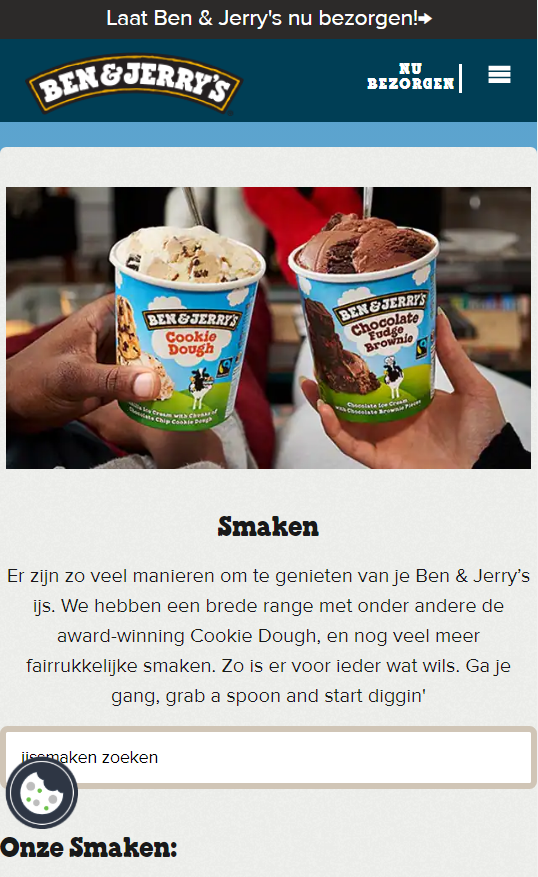 Laat Ben & Jerry's nu bezorgen!➜
BEN & JERRY'S
NU
BEZORGEN
BEN & JERRY'S
Cookie
Dough
Ice Cream with Chunks of
Chocolate Chip Cookie Dough
BEN & JERRY'S
Chocolate
Fudge
Brownie
Chocolate Ice Cream
with Chocolate Brownie Pieces
Smaken
Er zijn zo veel manieren om te genieten van je Ben & Jerry’s
ijs. We hebben een brede range met onder andere de
award-winning Cookie Dough, en nog veel meer
fairrukkelijke smaken. Zo is er voor ieder wat wils. Ga je
gang, grab a spoon and start diggin'
ijssmaken zoeken
Onze Smaken: